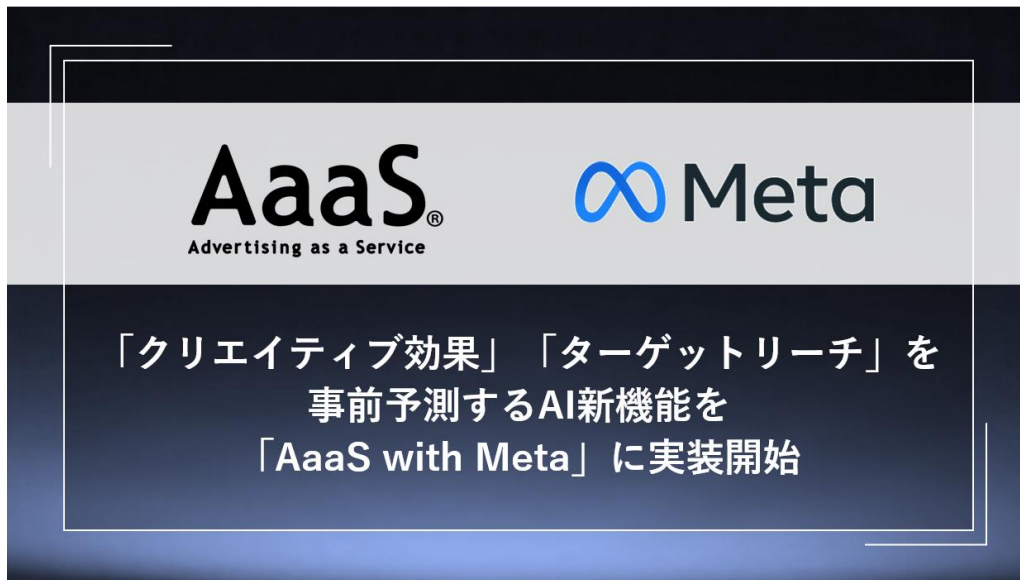 AaaS®
Advertising as a Service
Meta
「クリエイティブ効果」「ターゲットリーチ」を
事前予測するAI新機能を
「AaaS with Meta」に実装開始